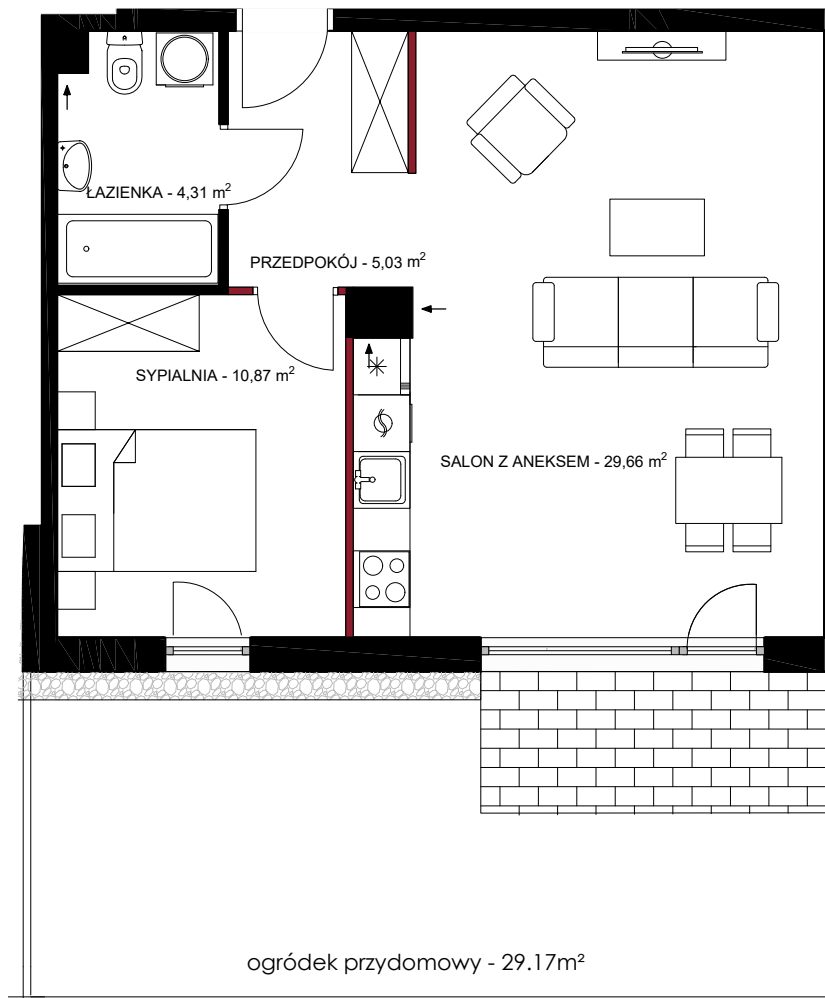 ŁAZIENKA - 4,31 m²
PRZEDPOKÓJ - 5,03 m²
SYPIALNIA - 10,87 m²
SALON Z ANEKSEM - 29,66 m²
ogródek przydomowy - 29.17m²